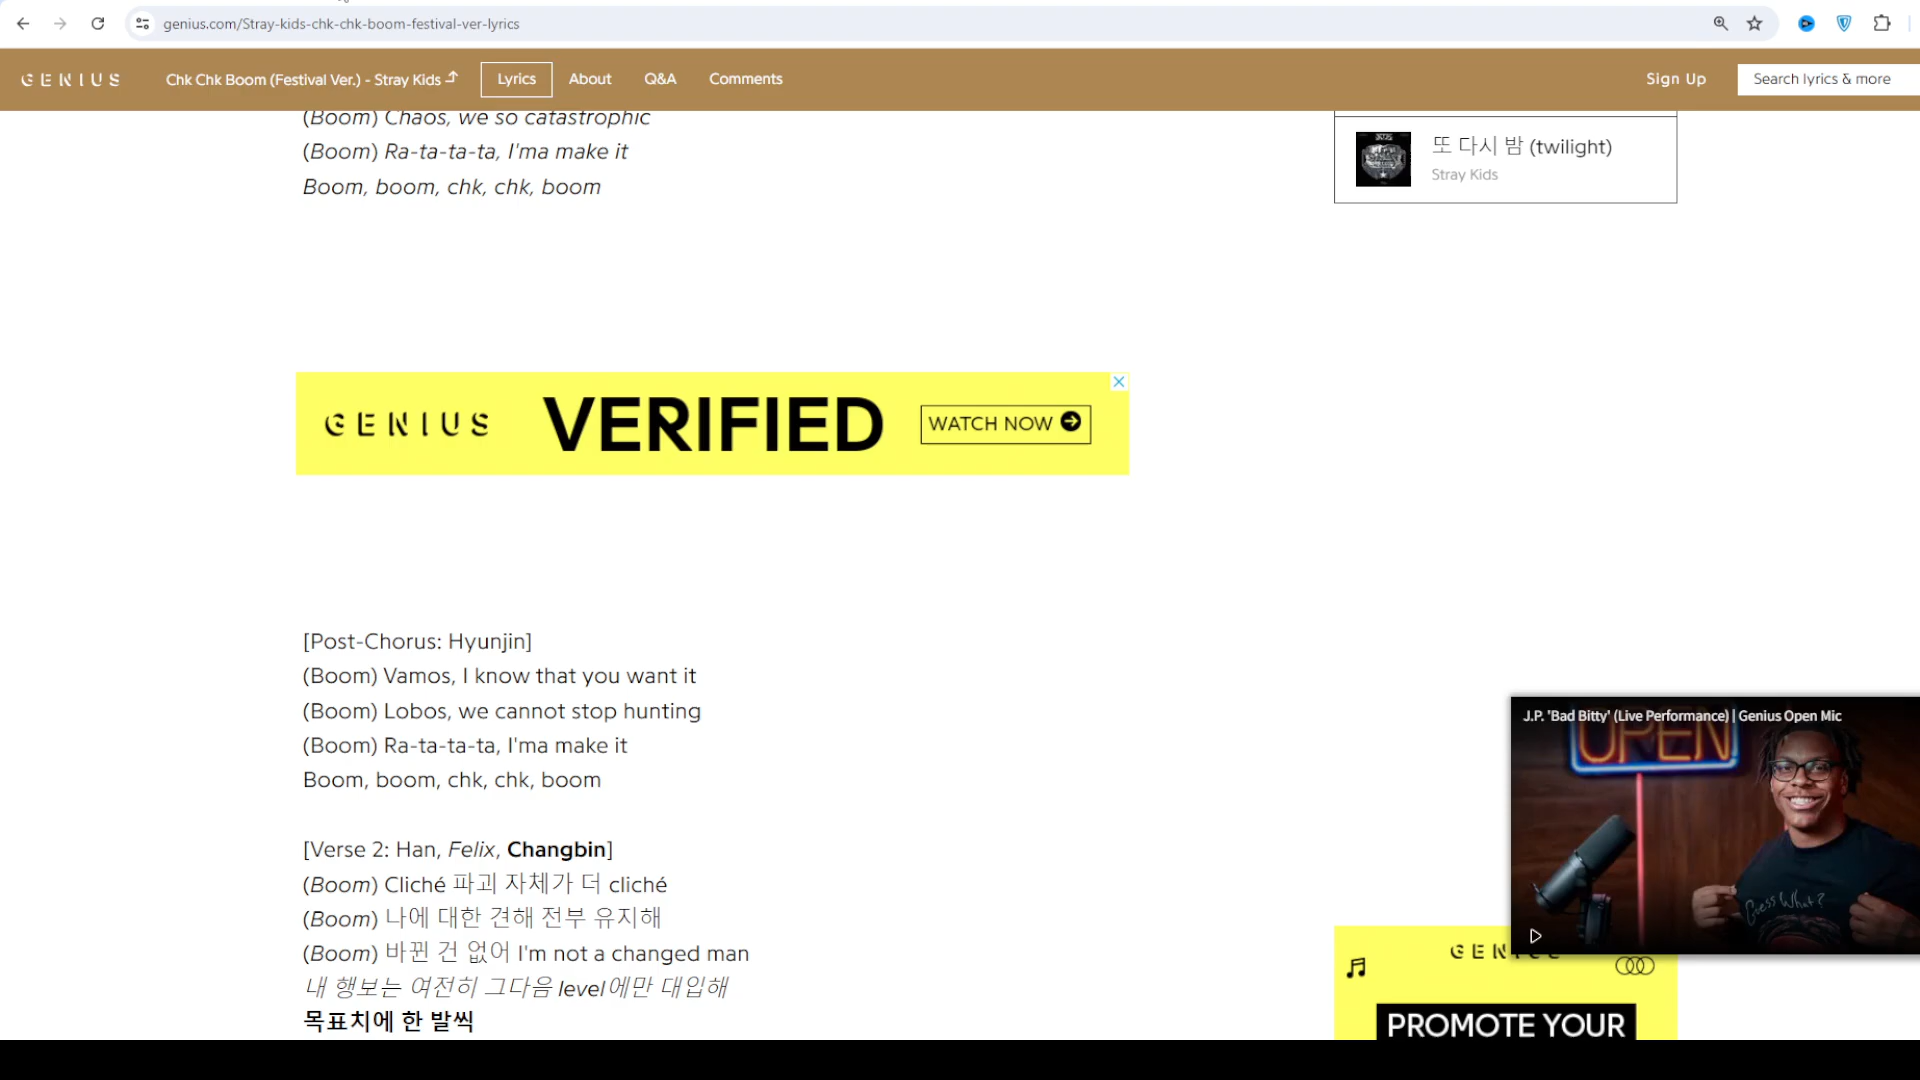 genius.com/Stray-kids-chk-chk-boom-festival-ver-lyrics
GENIUS
Chk Chk Boom (Festival Ver.) - Stray Kids
Lyrics
About
Q&A
Comments
Sign Up
Search lyrics & more
(Boom) Chaos, we so catastrophic
(Boom) Ra-ta-ta-ta, I'ma make it
Boom, boom, chk, chk, boom
또 다시 밤 (twilight)
Stray Kids
GENIUS
VERIFIED
WATCH NOW
[Post-Chorus: Hyunjin]
(Boom) Vamos, I know that you want it
(Boom) Lobos, we cannot stop hunting
(Boom) Ra-ta-ta-ta, I'ma make it
Boom, boom, chk, chk, boom
[Verse 2: Han, Felix, Changbin]
(Boom) Cliché 파괴 자체가 더 cliché
(Boom) 나에 대한 견해 전부 유지해
(Boom) 바뀐 건 없어 I'm not a changed man
내 행보는 여전히 그다음 level에만 대입해
목표치에 한 발씩
J.P. 'Bad Bitty' (Live Performance) | Genius Open Mic
OPEN
Guess What?
GENIUS
PROMOTE YOUR